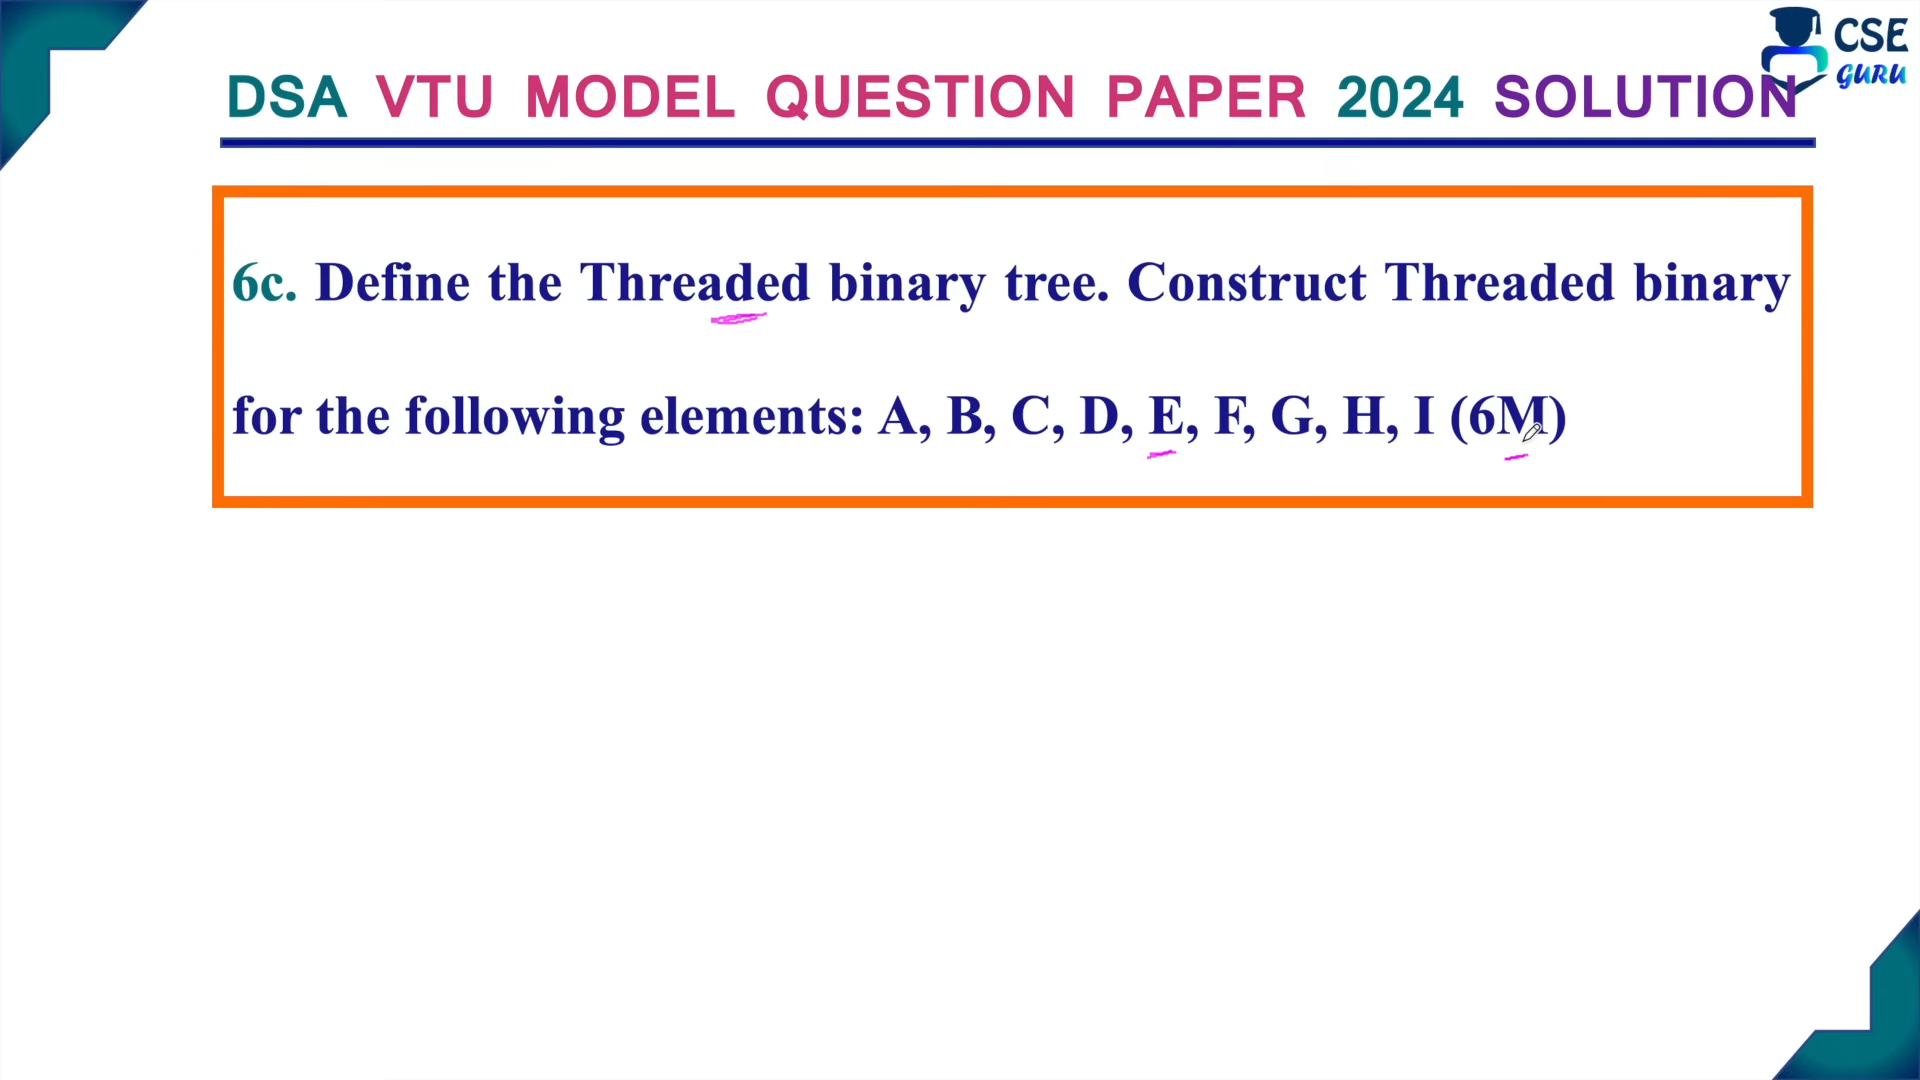 CSE
GURU
DSA VTU MODEL QUESTION PAPER 2024 SOLUTION
6c. Define the Threaded binary tree. Construct Threaded binary
for the following elements: A, B, C, D, E, F, G, H, I (6M)